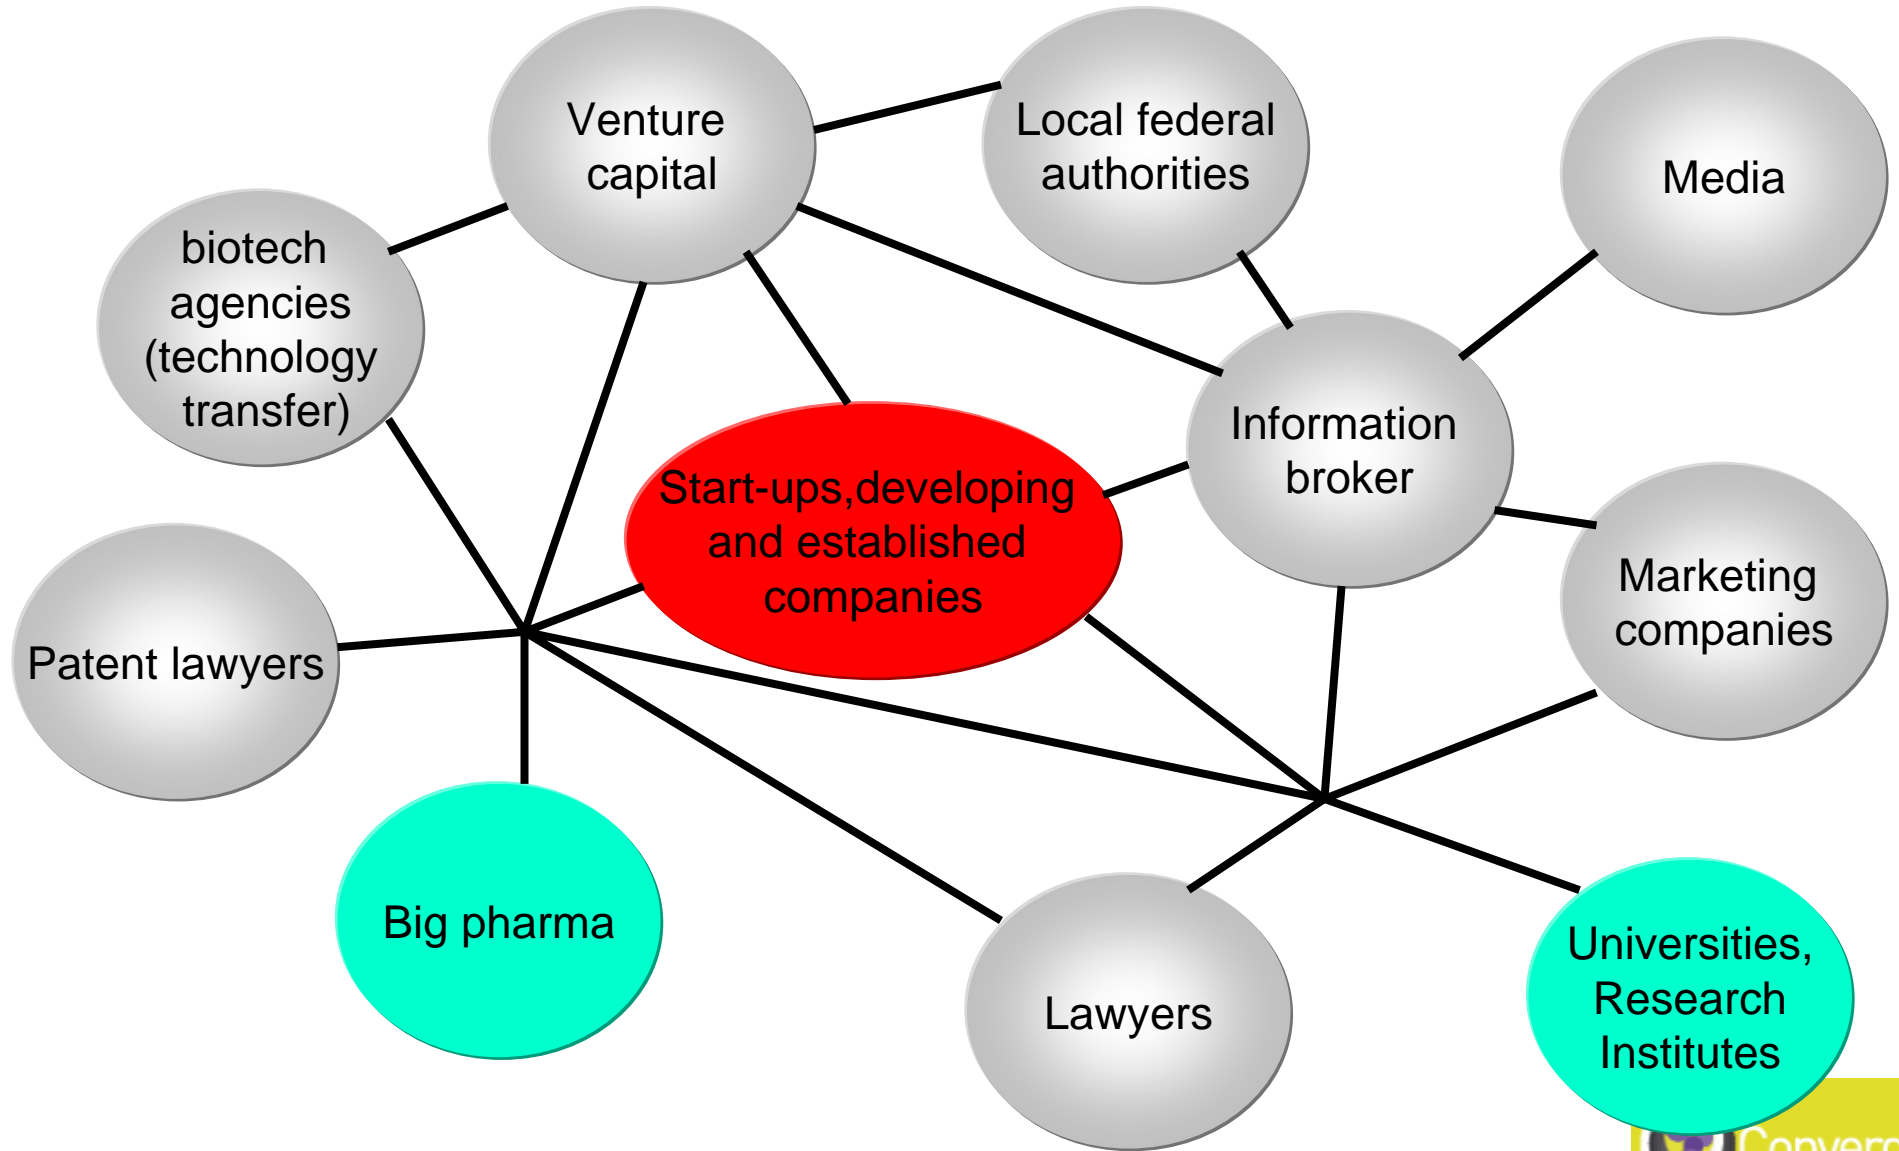 Venture
capital
Local federal
authorities
Media
biotech
agencies
(technology
transfer)
Information
broker
Start-ups,developing
and established
companies
Marketing
companies
Patent lawyers
Big pharma
Lawyers
Universities,
Research
Institutes